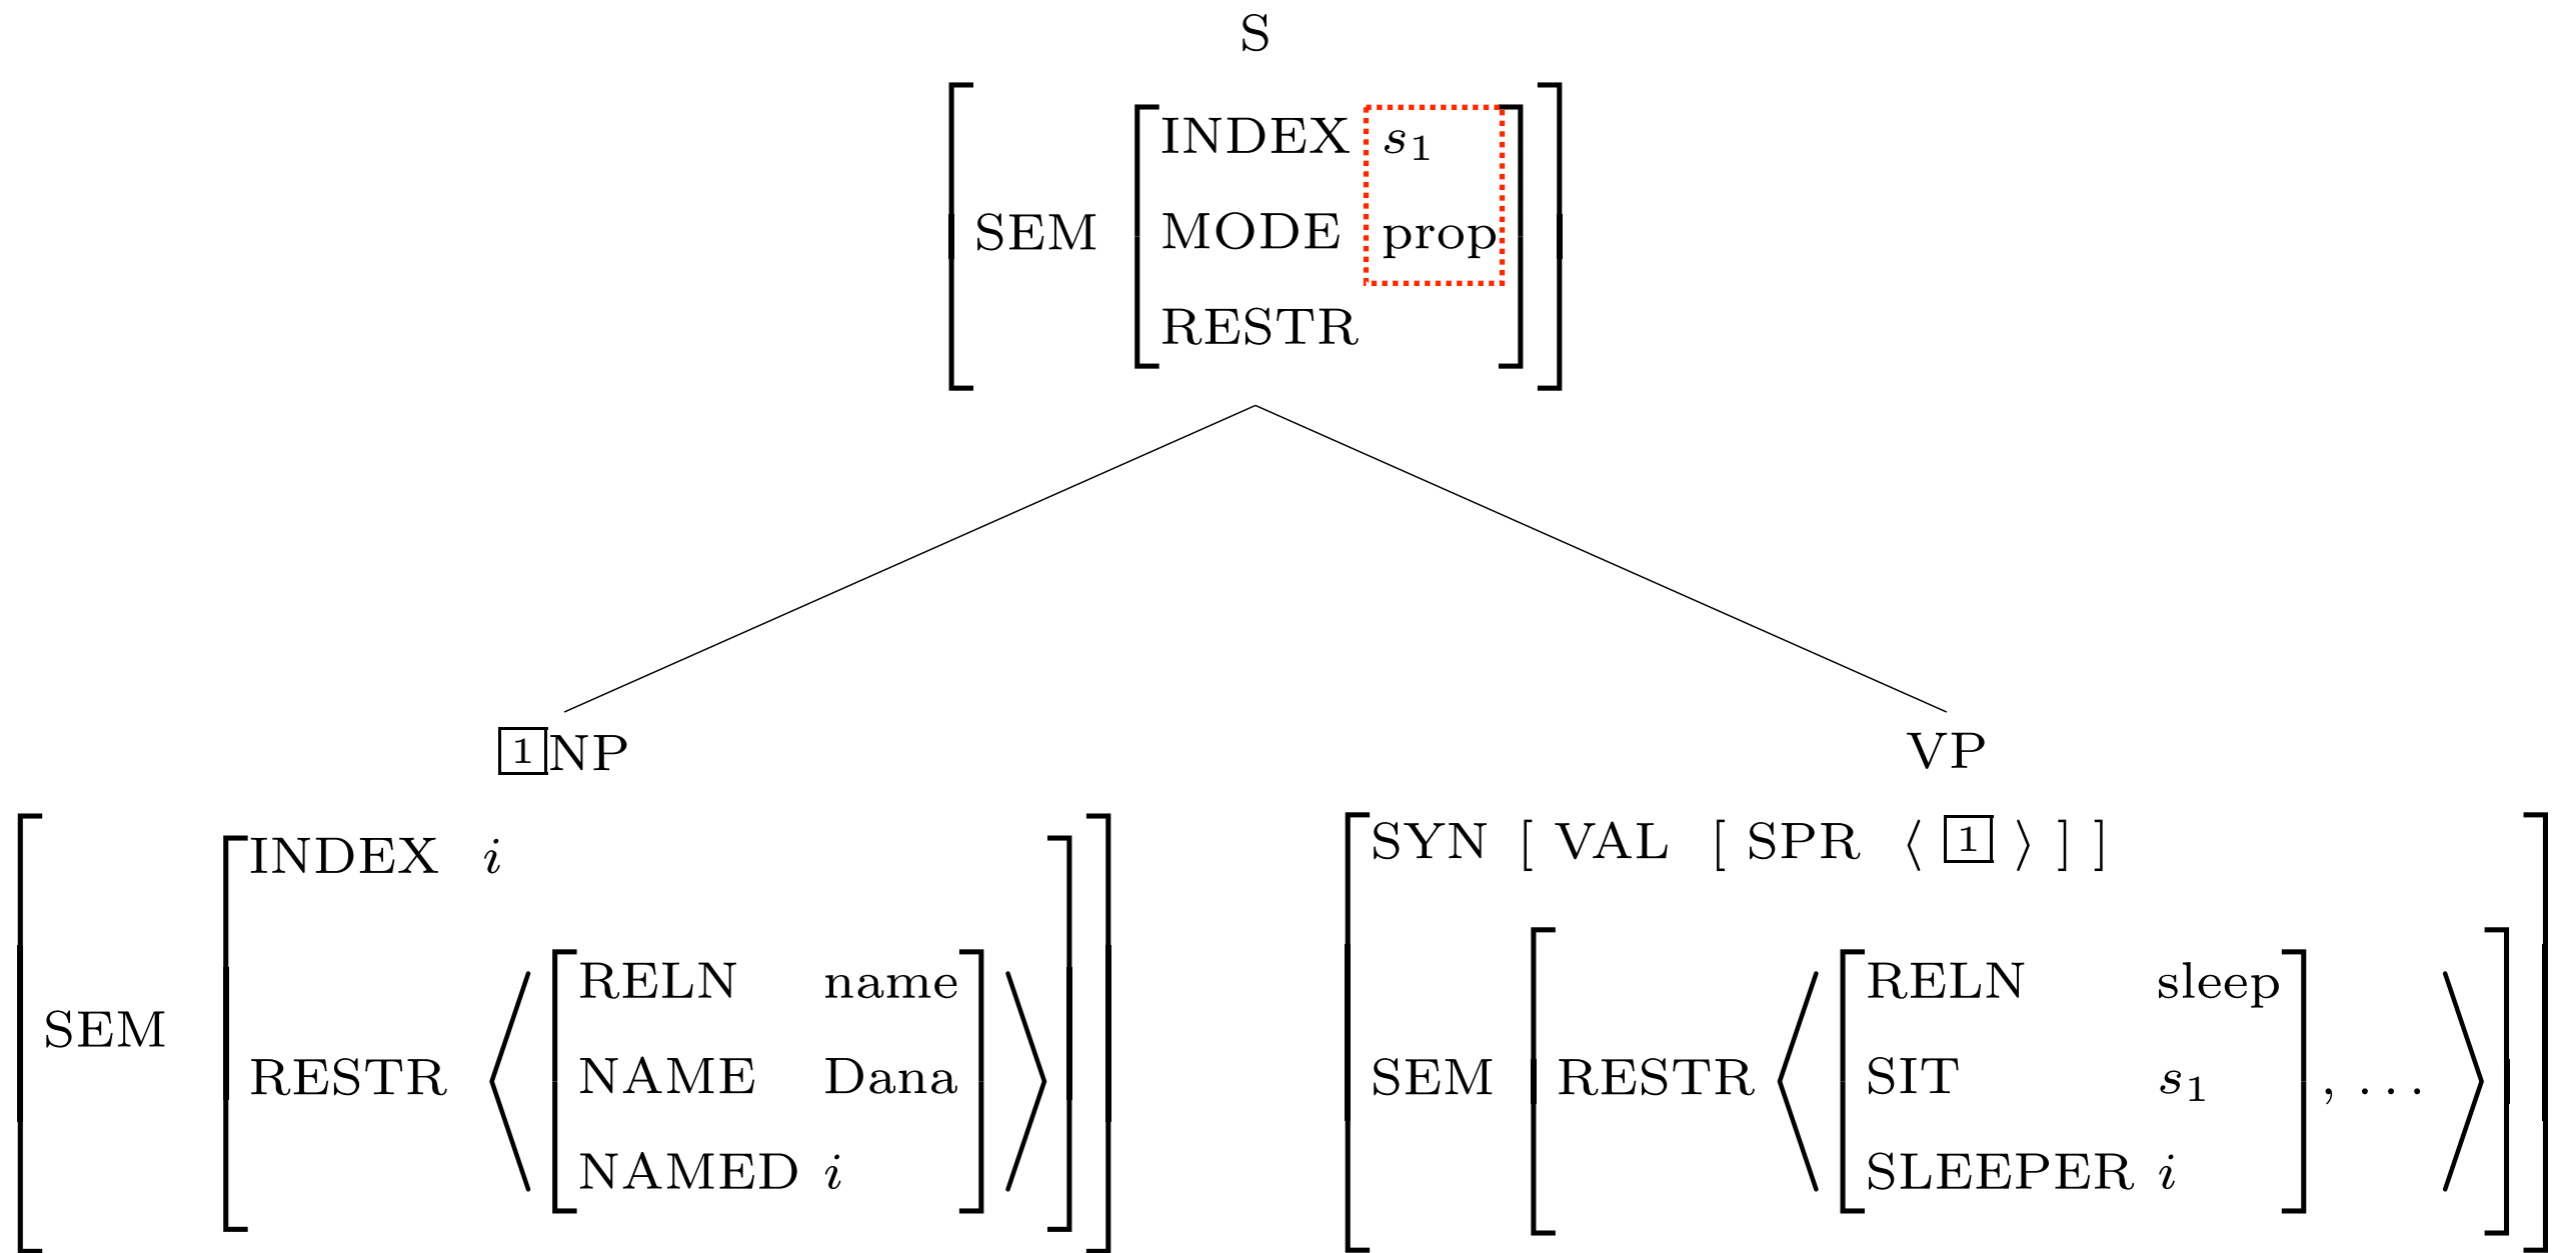 S
INDEX s1
SEM MODE prop
RESTR
1 NP
VP
INDEX i
SYN [ VAL [ SPR ⟨ 1 ⟩ ] ]
RELN name
RELN sleep
SEM
RESTR NAME Dana
SEM RESTR SIT s1 , ...
NAMED i
SLEEPER i